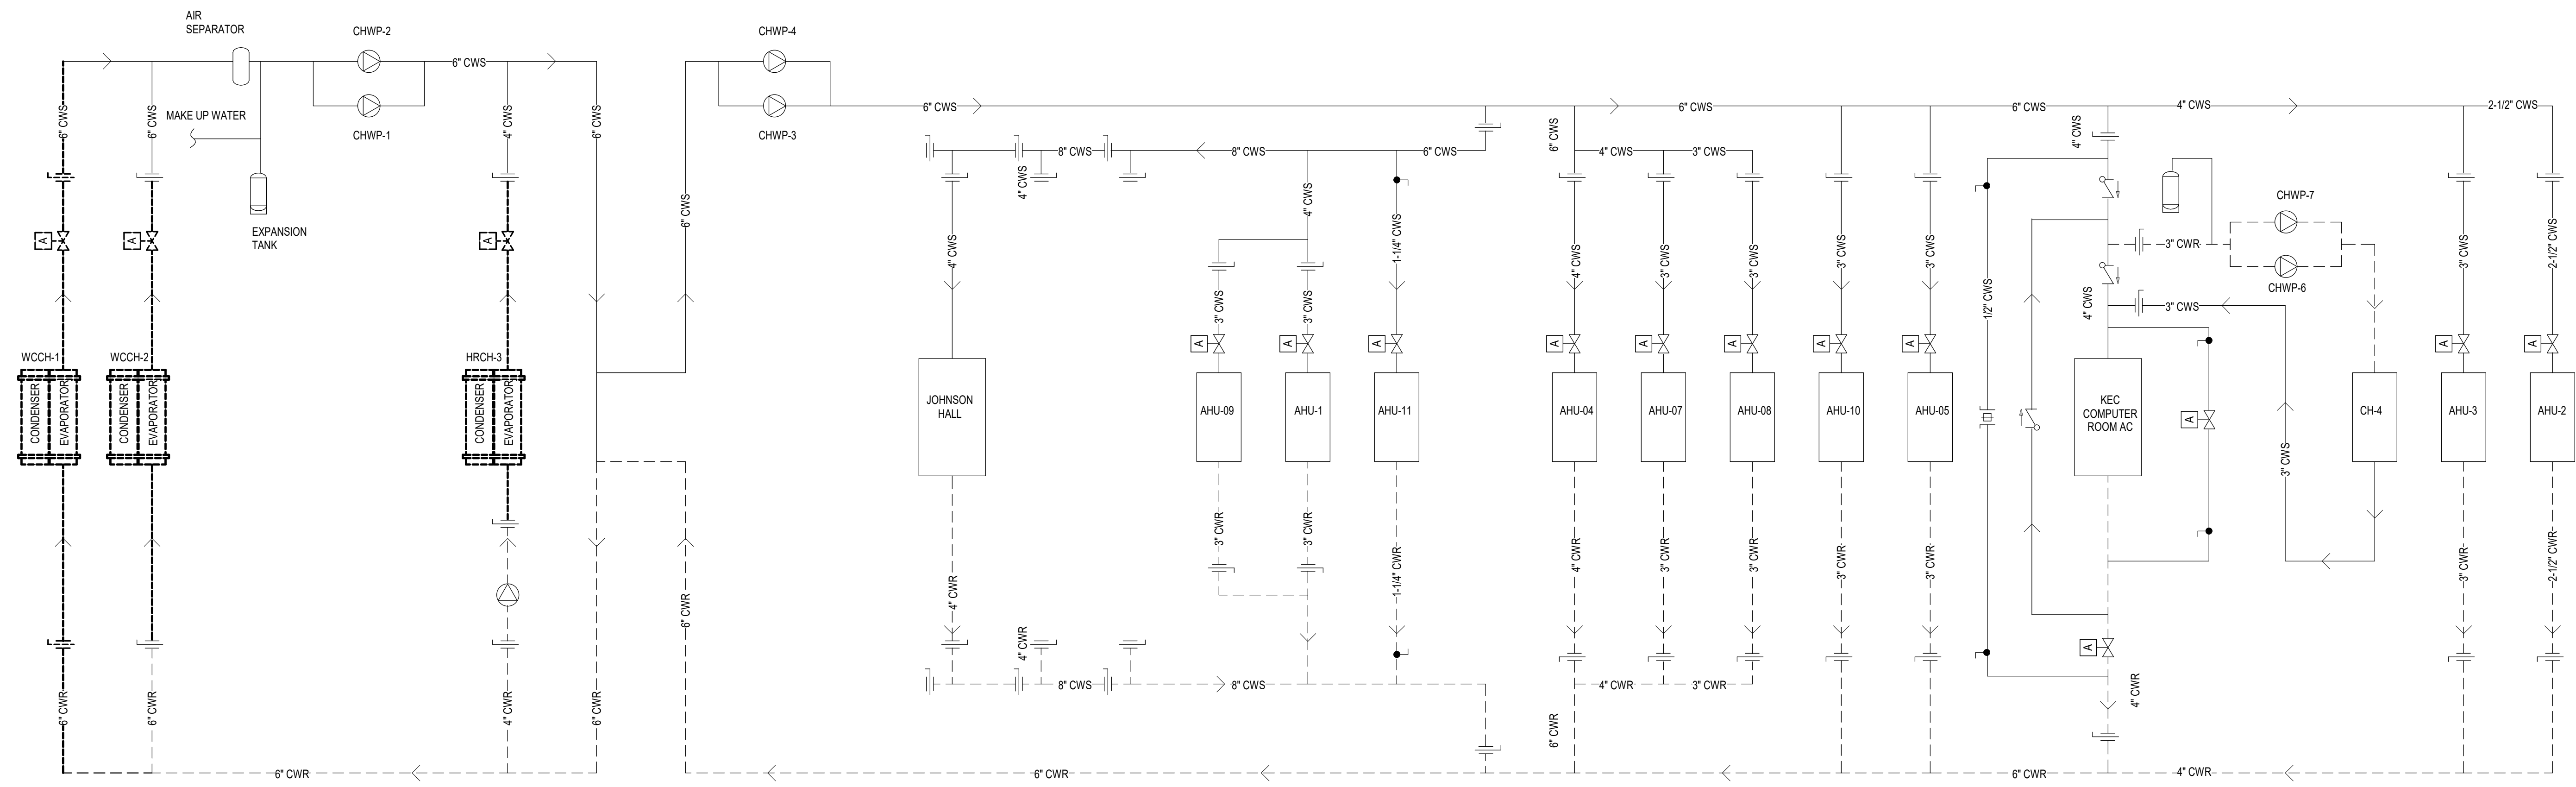 AIR
SEPARATOR
CHWP-2
CHWP-4
6" CWS
MAKE UP WATER
CHWP-1
CHWP-3
6" CWS
6" CWS
6" CWS
4" CWS
2-1/2" CWS
6" CWS
6" CWS
4" CWS
6" CWS
6" CWS
4" CWS
8" CWS
8" CWS
6" CWS
6" CWS
4" CWS
3" CWS
4" CWS
EXPANSION
TANK
A
A
A
6" CWS
4" CWS
4" CWS
1-1/4" CWS
4" CWS
3" CWS
3" CWS
3" CWS
3" CWS
1/2" CWS
CHWP-7
3" CWR
CHWP-6
4" CWS
3" CWS
3" CWS
2-1/2" CWS
3" CWS
3" CWS
A
A
A
A
A
A
A
A
A
A
WCCH-1
WCCH-2
HRCH-3
CONDENSER
EVAPORATOR
CONDENSER
EVAPORATOR
CONDENSER
EVAPORATOR
JOHNSON
HALL
AHU-09
AHU-1
AHU-11
AHU-04
AHU-07
AHU-08
AHU-10
AHU-05
KEC
COMPUTER
ROOM AC
A
CH-4
AHU-3
AHU-2
3" CWS
3" CWR
3" CWR
1-1/4" CWR
4" CWR
3" CWR
3" CWR
3" CWR
3" CWR
3" CWR
2-1/2" CWR
6" CWR
4" CWR
4" CWR
A
8" CWS
8" CWS
4" CWR
3" CWR
4" CWR
6" CWR
6" CWR
4" CWR
6" CWR
6" CWR
6" CWR
6" CWR
6" CWR
4" CWR